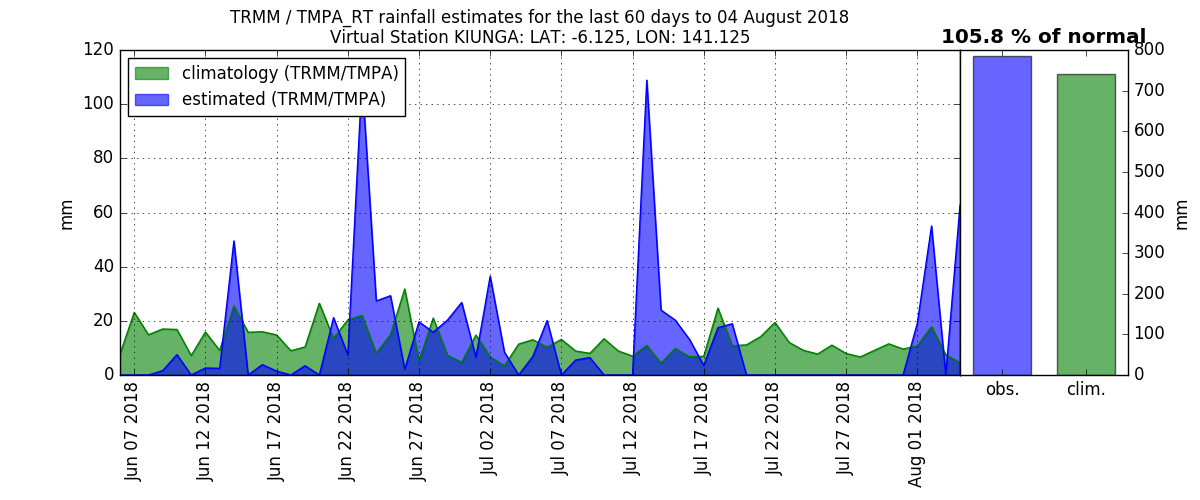 TRMM / TMPA_RT rainfall estimates for the last 60 days to 04 August 2018
Virtual Station KIUNGA: LAT: -6.125, LON: 141.125
105.8 % of normal
climatology (TRMM/TMPA)
estimated (TRMM/TMPA)
120
100
80
60
40
20
0
mm
Jun 07 2018
Jun 12 2018
Jun 17 2018
Jun 22 2018
Jun 27 2018
Jul 02 2018
Jul 07 2018
Jul 12 2018
Jul 17 2018
Jul 22 2018
Jul 27 2018
Aug 01 2018
obs.
clim.
800
700
600
500
400
300
200
100
0
mm